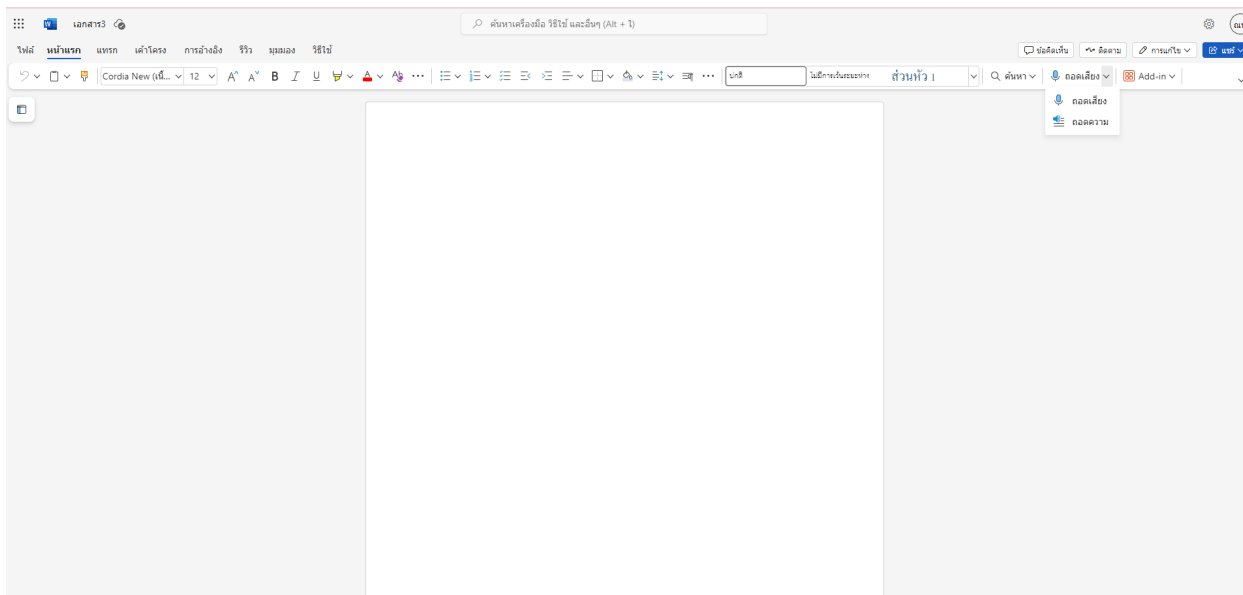 เอกสาร3
ค้นหาเครื่องมือ วิธีใช้ และอื่นๆ (Alt + ไ)
ไฟล์ หน้าแรก แทรก เค้าโครง การอ้างอิง รีวิว มุมมอง วิธีใช้
ข้อคิดเห็น ติดตาม การแก้ไข แชร์
Cordia New (เนื้... 12 A A B I U A ปกติ ไม่มีการเว้นระยะห่าง ส่วนหัว 1 ค้นหา ถอดเสียง Add-in
ถอดเสียง
ถอดความ